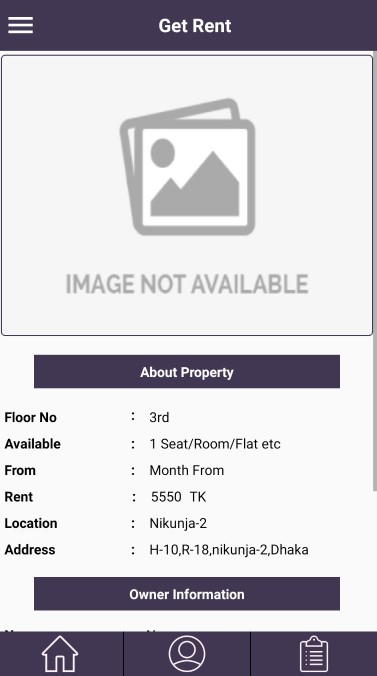 Get Rent
IMAGE NOT AVAILABLE
About Property
Floor No : 3rd
Available : 1 Seat/Room/Flat etc
From : Month From
Rent : 5550 TK
Location : Nikunja-2
Address : H-10,R-18,nikunja-2,Dhaka
Owner Information